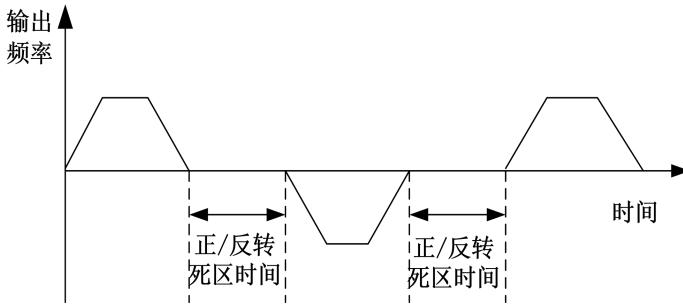 输出
频率
时间
正/反转
死区时间
正/反转
死区时间